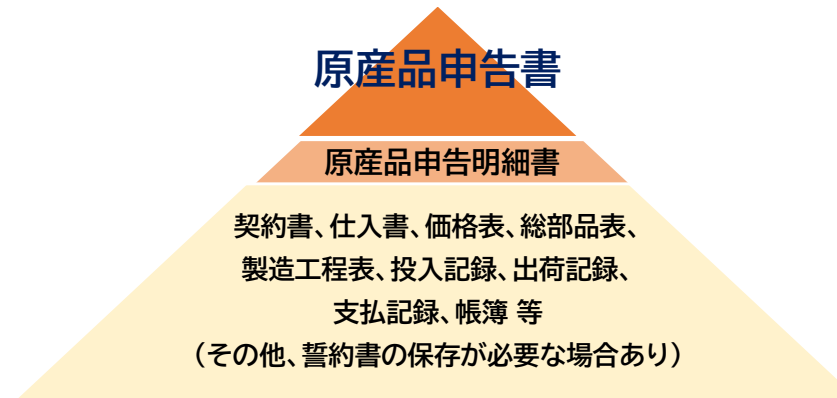 原産品申告書
原産品申告明細書
契約書、仕入書、価格表、総部品表、
製造工程表、投入記録、出荷記録、
支払記録、帳簿 等
（その他、誓約書の保存が必要な場合あり）